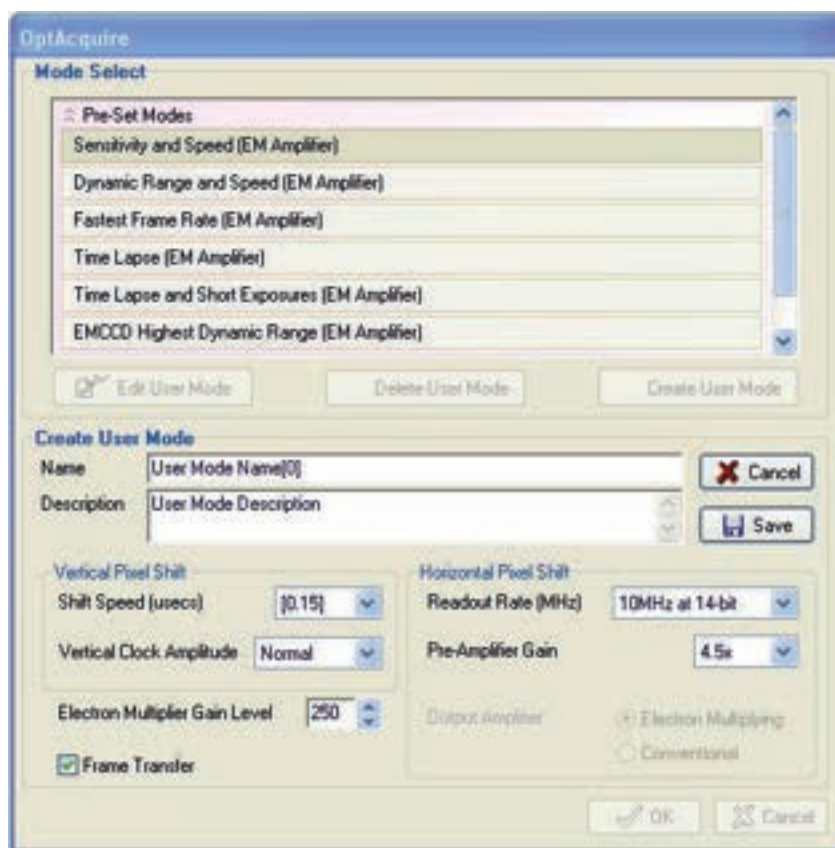 OptAcquire
Mode Select
Pre-Set Modes
Sensitivity and Speed (EM Amplifier)
Dynamic Range and Speed (EM Amplifier)
Fastest Frame Rate (EM Amplifier)
Time Lapse (EM Amplifier)
Time Lapse and Short Exposures (EM Amplifier)
EMCCD Highest Dynamic Range (EM Amplifier)
Edit User Mode Delete User Mode Create User Mode
Create User Mode
Name User Mode Name[0] Cancel
Description User Mode Description
Save
Vertical Pixel Shift Horizontal Pixel Shift
Shift Speed (usecs) [0.15] Readout Rate (MHz) 10MHz at 14-bit
Vertical Clock Amplitude Normal Pre-Amplifier Gain 4.5x
Electron Multiplier Gain Level 250 Output Amplifier Electron Multiplying
Conventional
Frame Transfer
OK Cancel